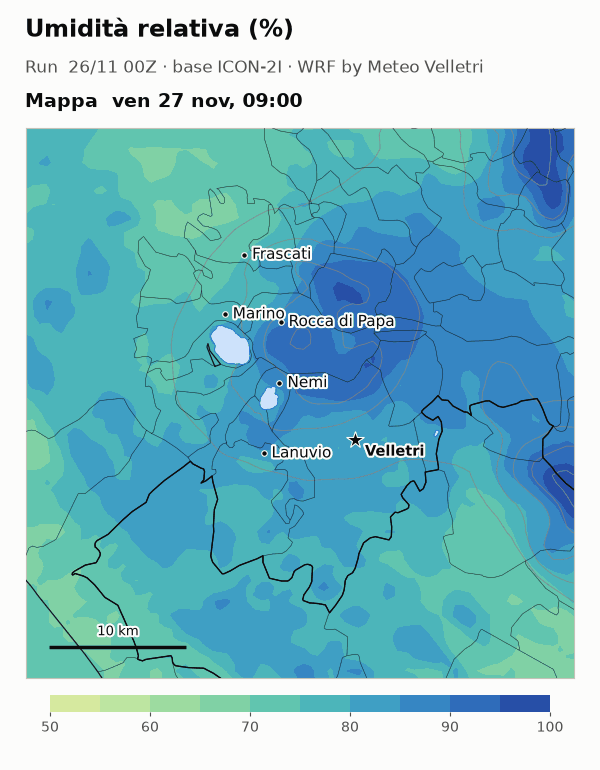 Umidità relativa (%)
Run  26/11 00Z · base ICON-2I · WRF by Meteo Velletri
Mappa  ven 27 nov, 09:00
Frascati
Marino
Rocca di Papa
Nemi
Velletri
Lanuvio
10 km
50 60 70 80 90 100